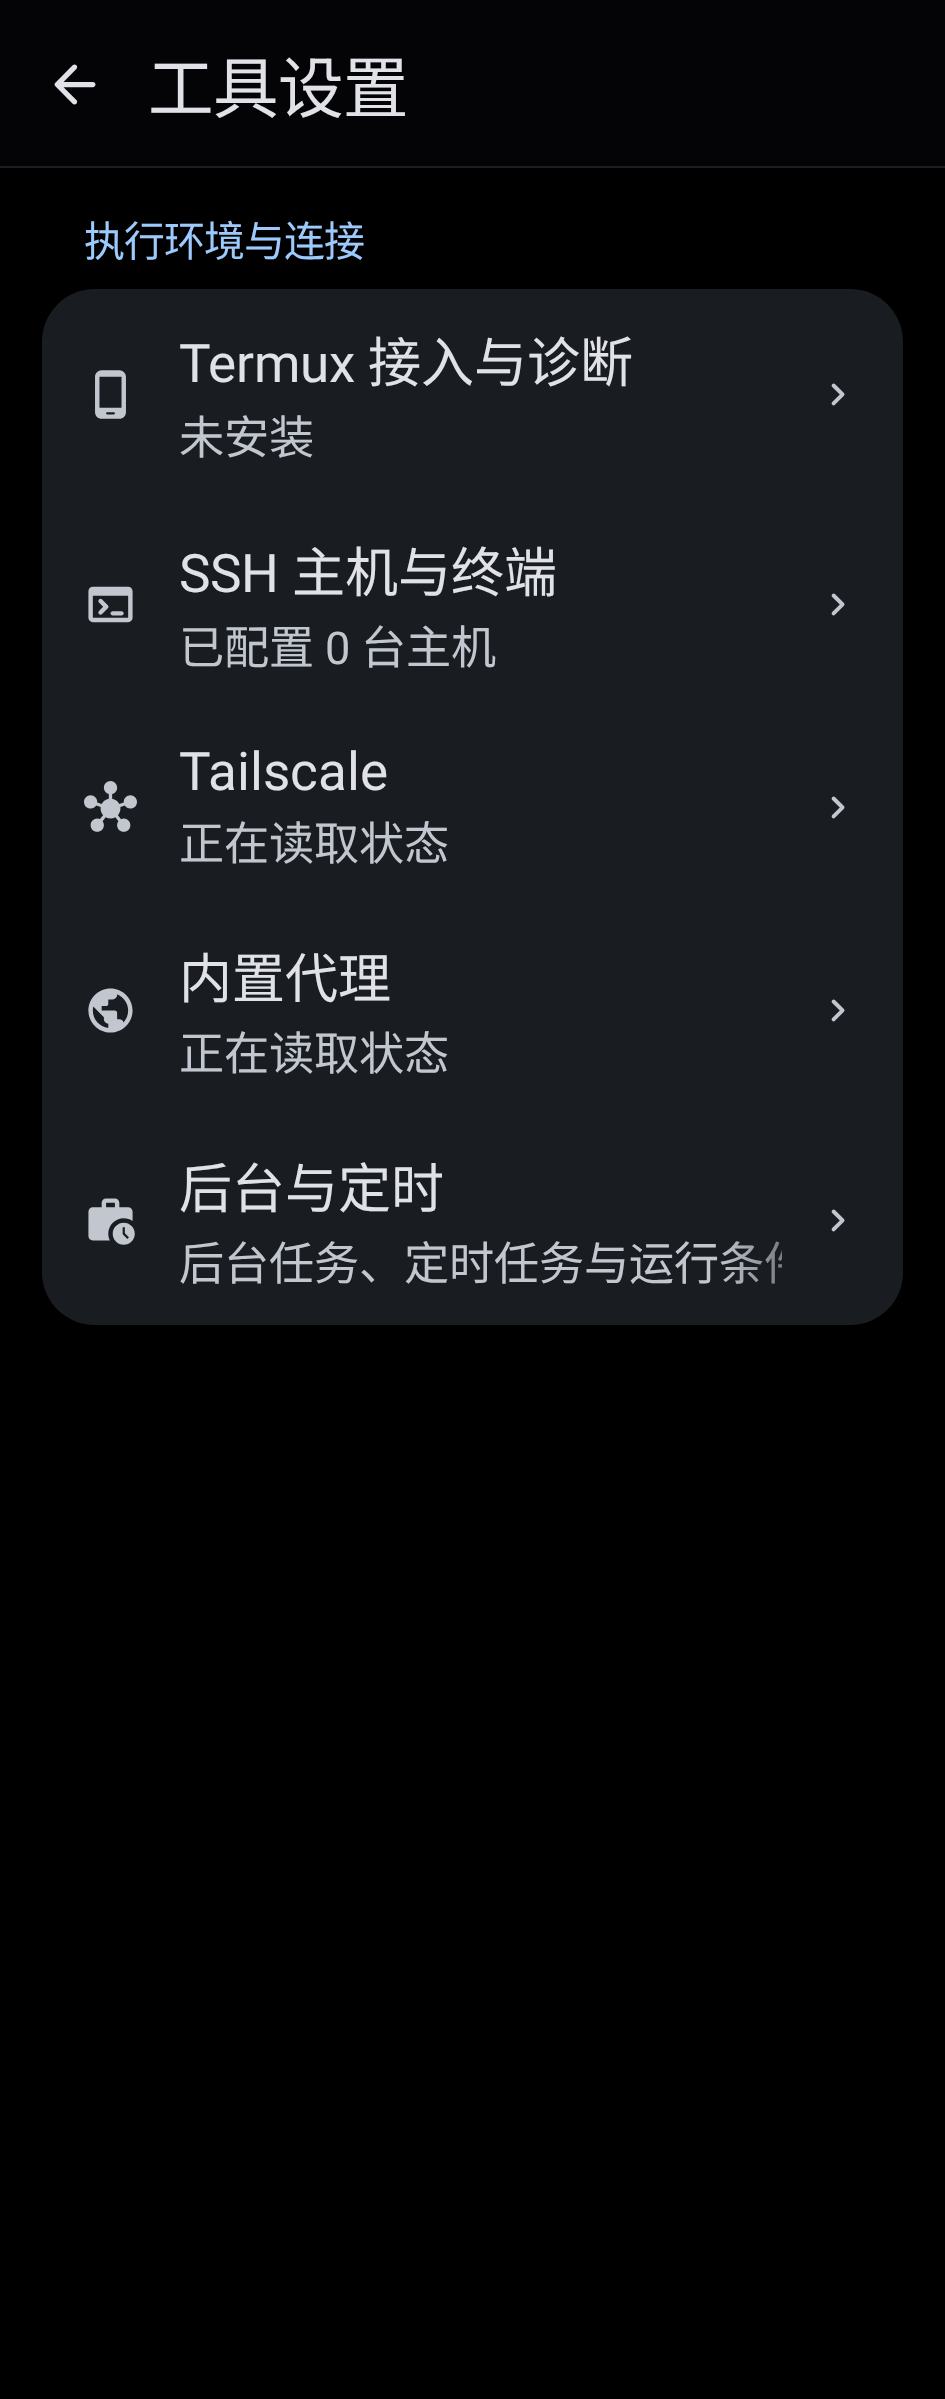 工具设置
执行环境与连接
Termux 接入与诊断
未安装
SSH 主机与终端
已配置 0 台主机
Tailscale
正在读取状态
内置代理
正在读取状态
后台与定时
后台任务、定时任务与运行条